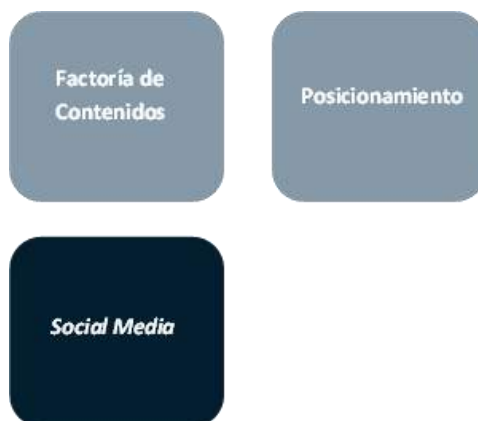 Factoría de
Contenidos
Posicionamiento
Social Media